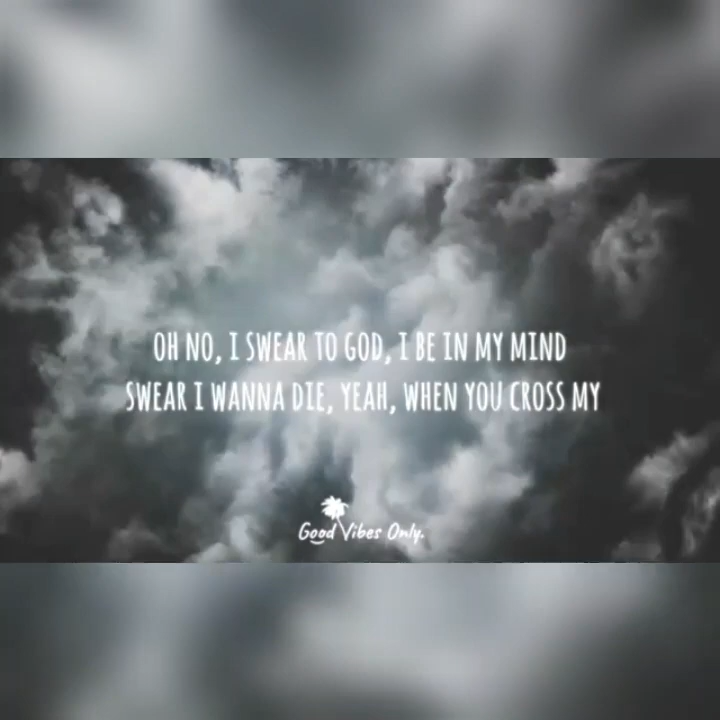 OH NO, I SWEAR TO GOD, I BE IN MY MIND
SWEAR I WANNA DIE, YEAH, WHEN YOU CROSS MY
Good Vibes Only.